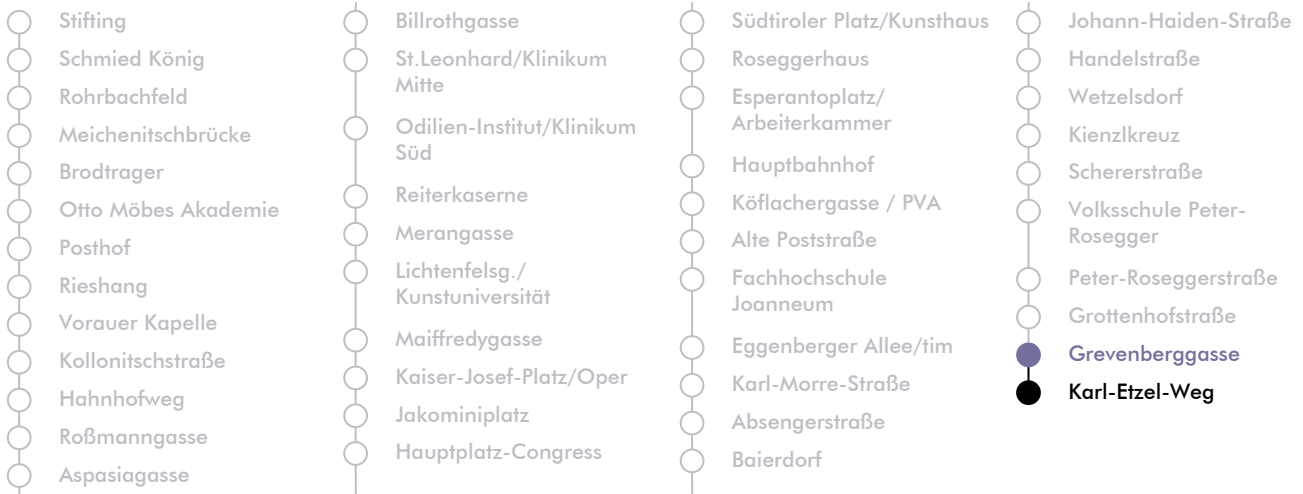 Stifting
Schmied König
Rohrbachfeld
Meichenitschbrücke
Brodtrager
Otto Möbes Akademie
Posthof
Rieshang
Vorauer Kapelle
Kollonitschstraße
Hahnhofweg
Roßmanngasse
Aspasiagasse
Billrothgasse
St.Leonhard/Klinikum
Mitte
Odilien-Institut/Klinikum
Süd
Reiterkaserne
Merangasse
Lichtenfelsg./
Kunstuniversität
Maiffredygasse
Kaiser-Josef-Platz/Oper
Jakominiplatz
Hauptplatz-Congress
Südtiroler Platz/Kunsthaus
Roseggerhaus
Esperantoplatz/
Arbeiterkammer
Hauptbahnhof
Köflachergasse / PVA
Alte Poststraße
Fachhochschule
Joanneum
Eggenberger Allee/tim
Karl-Morre-Straße
Absengerstraße
Baierdorf
Johann-Haiden-Straße
Handelstraße
Wetzelsdorf
Kienzlkreuz
Schererstraße
Volksschule Peter-
Rosegger
Peter-Roseggerstraße
Grottenhofstraße
Grevenberggasse
Karl-Etzel-Weg